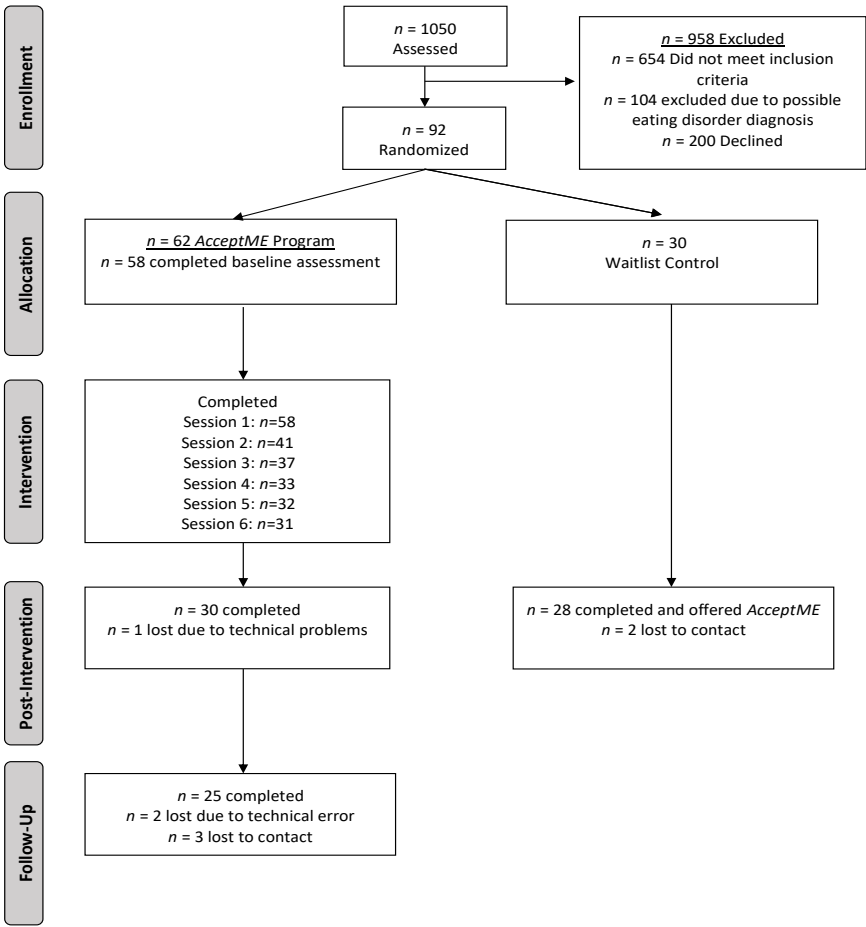 Enrollment
n = 1050
Assessed
n = 958 Excluded
n = 654 Did not meet inclusion
criteria
n = 104 excluded due to possible
eating disorder diagnosis
n = 200 Declined
n = 92
Randomized
Allocation
n = 62 AcceptME Program
n = 58 completed baseline assessment
n = 30
Waitlist Control
Intervention
Completed
Session 1: n=58
Session 2: n=41
Session 3: n=37
Session 4: n=33
Session 5: n=32
Session 6: n=31
Post-Intervention
n = 30 completed
n = 1 lost due to technical problems
n = 28 completed and offered AcceptME
n = 2 lost to contact
Follow-Up
n = 25 completed
n = 2 lost due to technical error
n = 3 lost to contact